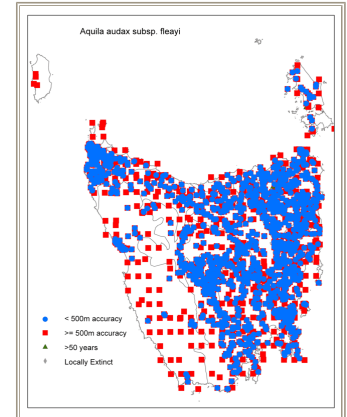 Aquila audax subsp. fleayi
< 500m accuracy
>= 500m accuracy
>50 years
Locally Extinct